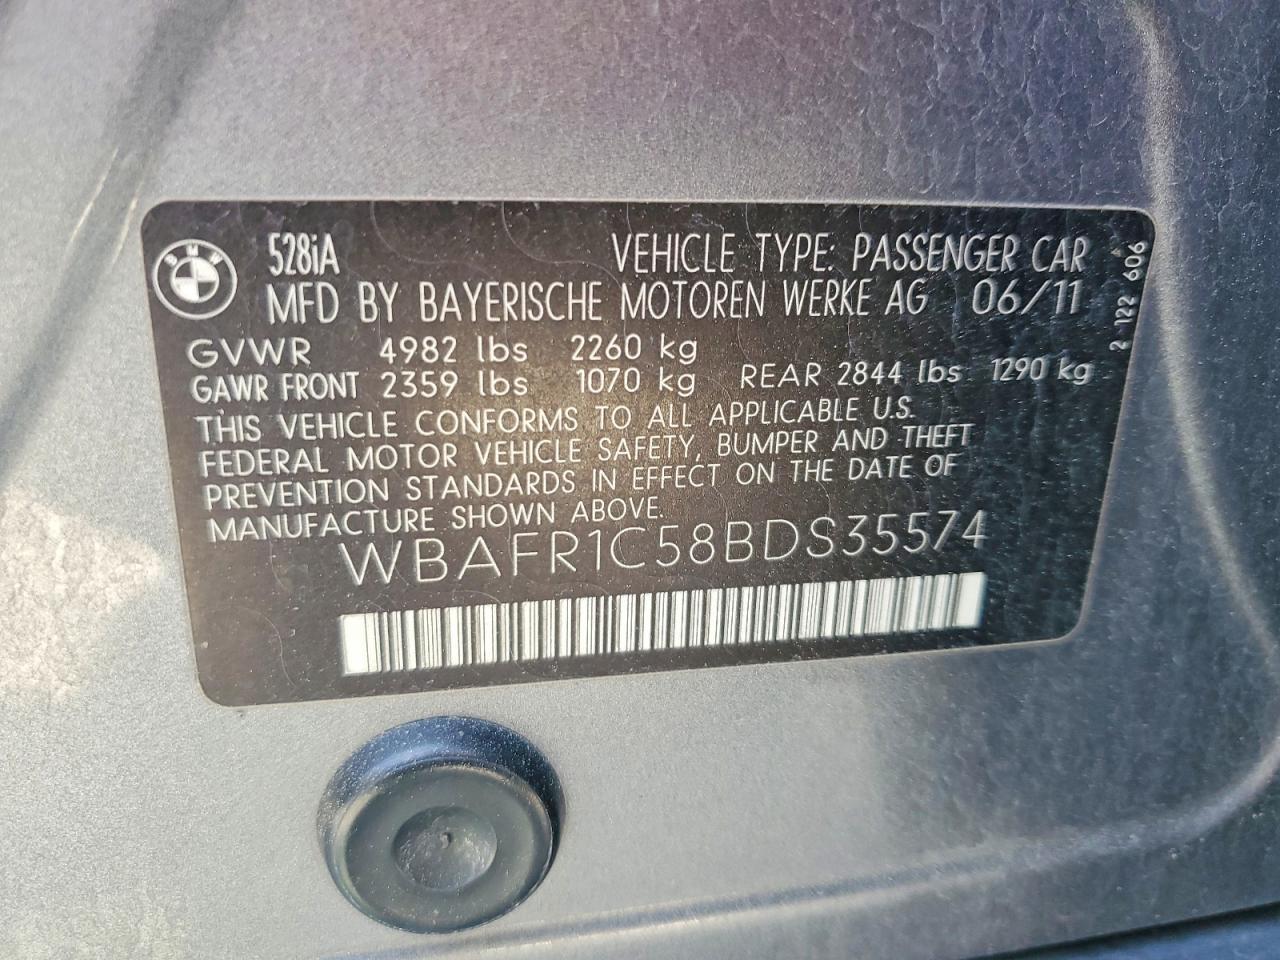 BMW
528iA
VEHICLE TYPE: PASSENGER CAR
MFD BY BAYERISCHE MOTOREN WERKE AG 06/11
GVWR 4982 lbs 2260 kg
GAWR FRONT 2359 lbs 1070 kg REAR 2844 lbs 1290 kg
THIS VEHICLE CONFORMS TO ALL APPLICABLE U.S.
FEDERAL MOTOR VEHICLE SAFETY, BUMPER AND THEFT
PREVENTION STANDARDS IN EFFECT ON THE DATE OF
MANUFACTURE SHOWN ABOVE.
WBAFR1C58BDS35574
2 122 606